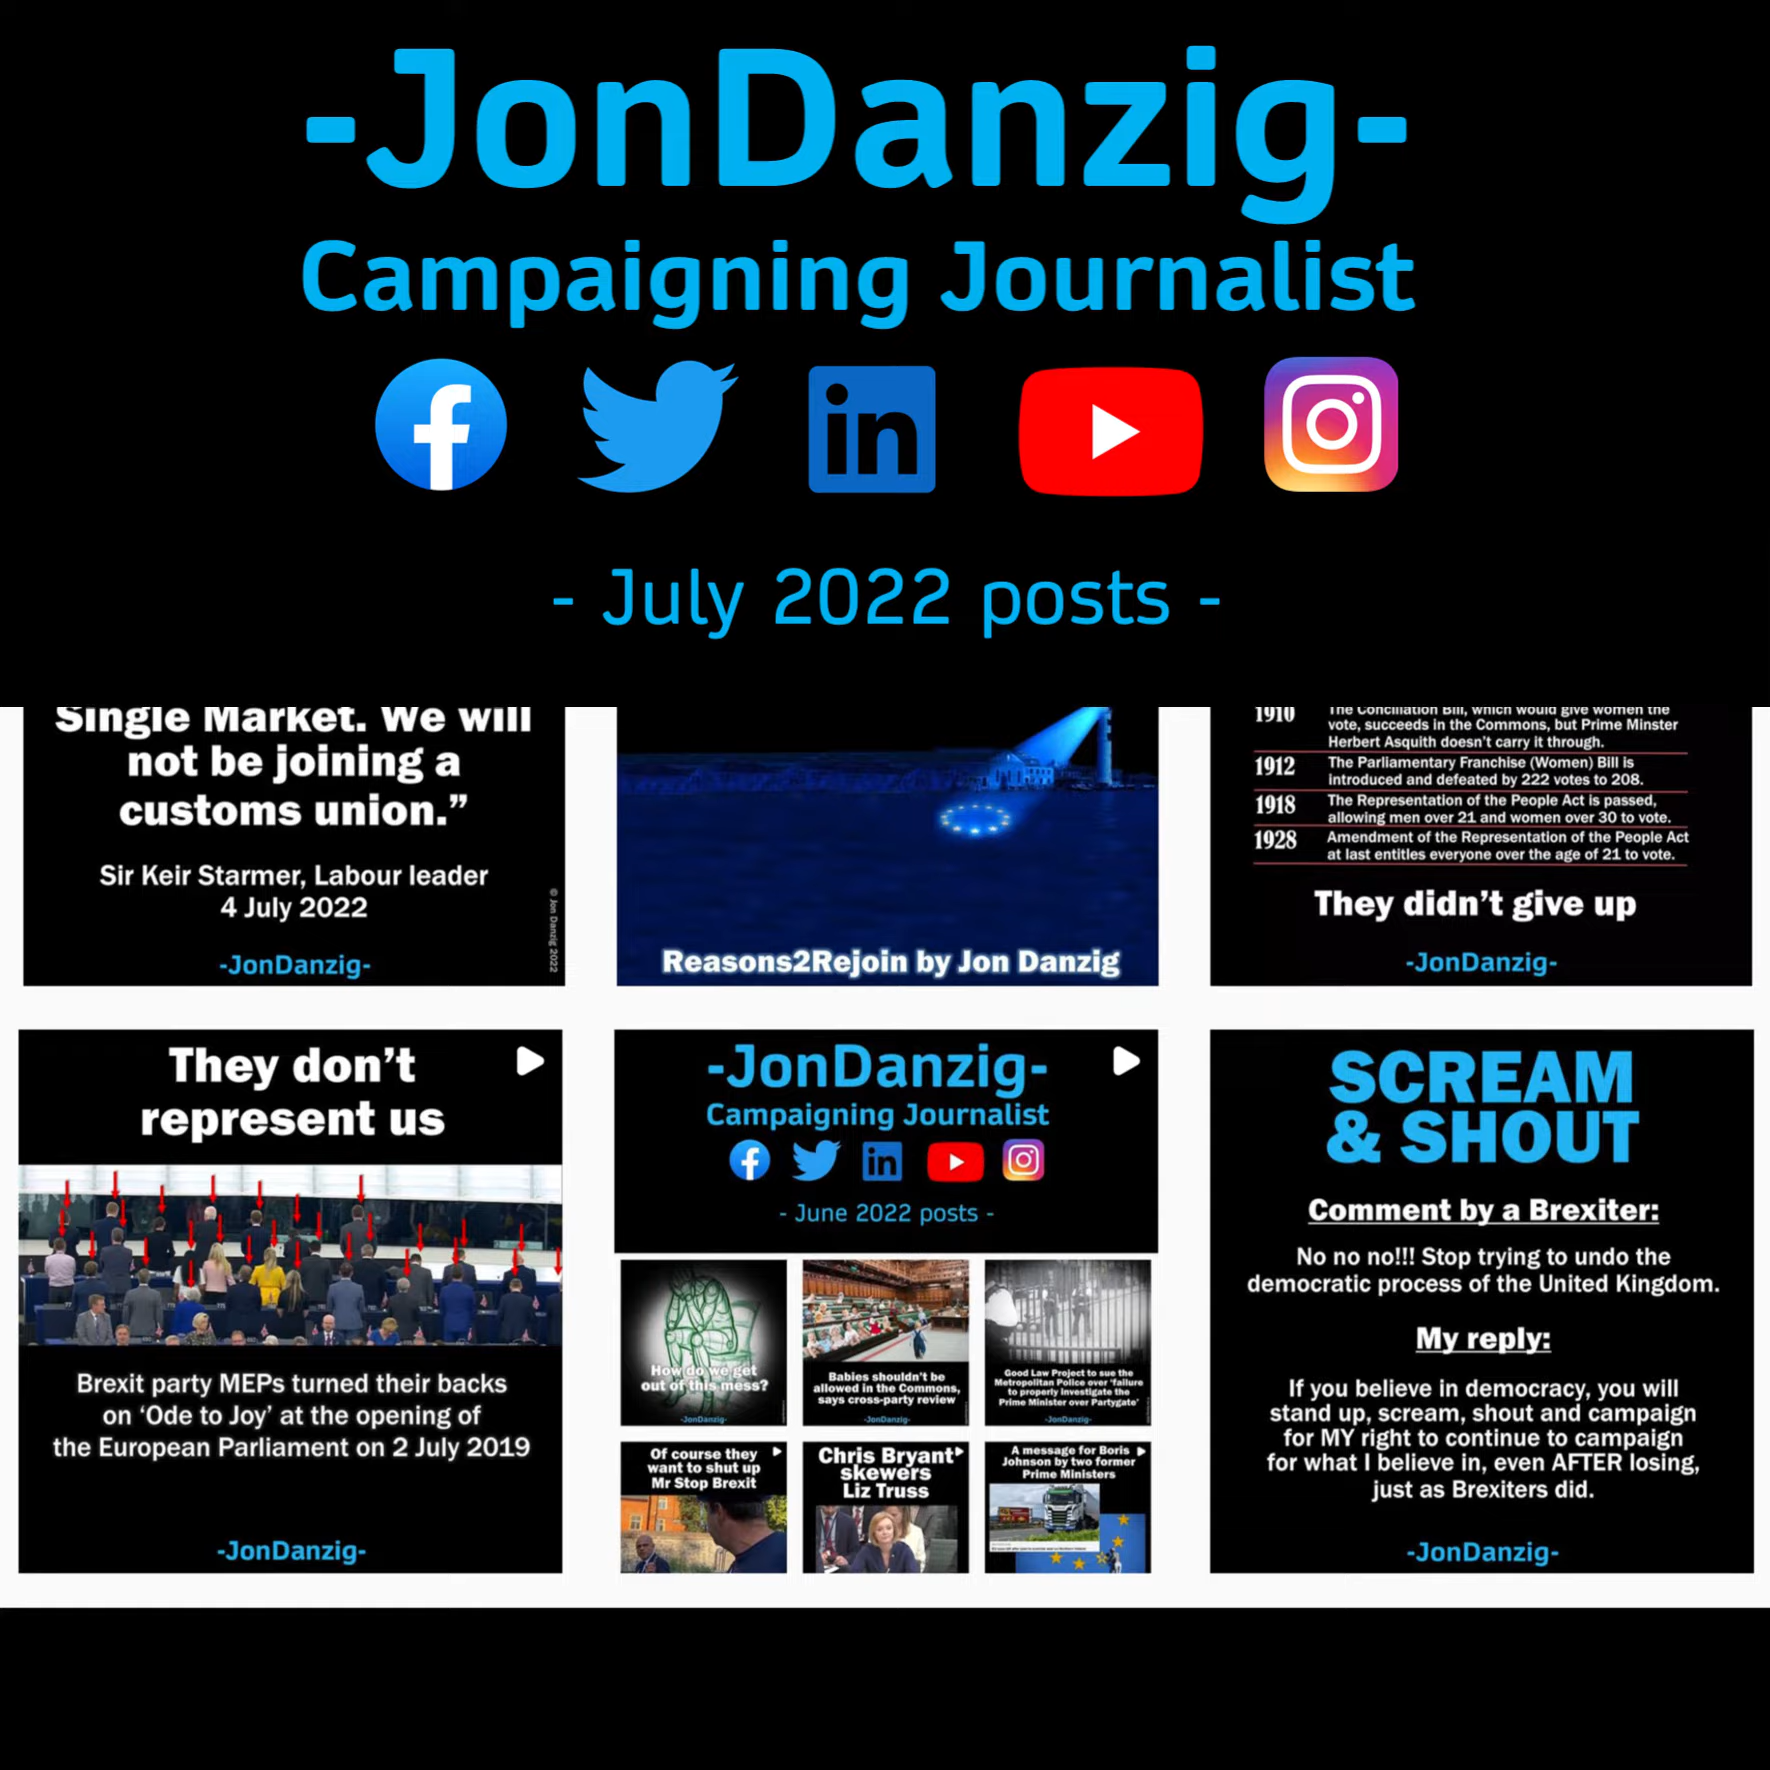 -JonDanzig-
Campaigning Journalist
- July 2022 posts -
Single Market. We will
not be joining a
customs union.”
Sir Keir Starmer, Labour leader
4 July 2022
-JonDanzig-
© Jon Danzig 2022
Reasons2Rejoin by Jon Danzig
1910 The Conciliation Bill, which would give women the
vote, succeeds in the Commons, but Prime Minster
Herbert Asquith doesn’t carry it through.
1912 The Parliamentary Franchise (Women) Bill is
introduced and defeated by 222 votes to 208.
1918 The Representation of the People Act is passed,
allowing men over 21 and women over 30 to vote.
1928 Amendment of the Representation of the People Act
at last entitles everyone over the age of 21 to vote.
They didn’t give up
-JonDanzig-
They don’t
represent us
Brexit party MEPs turned their backs
on ‘Ode to Joy’ at the opening of
the European Parliament on 2 July 2019
-JonDanzig-
-JonDanzig-
Campaigning Journalist
- June 2022 posts -
How do we get
out of this mess?
-JonDanzig-
Babies shouldn’t be
allowed in the Commons,
says cross-party review
-JonDanzig-
Good Law Project to sue the
Metropolitan Police over ‘failure
to properly investigate the
Prime Minister over Partygate’
-JonDanzig-
Of course they
want to shut up
Mr Stop Brexit
Chris Bryant
skewers
Liz Truss
A message for Boris
Johnson by two former
Prime Ministers
SCREAM
& SHOUT
Comment by a Brexiter:
No no no!!! Stop trying to undo the
democratic process of the United Kingdom.
My reply:
If you believe in democracy, you will
stand up, scream, shout and campaign
for MY right to continue to campaign
for what I believe in, even AFTER losing,
just as Brexiters did.
-JonDanzig-